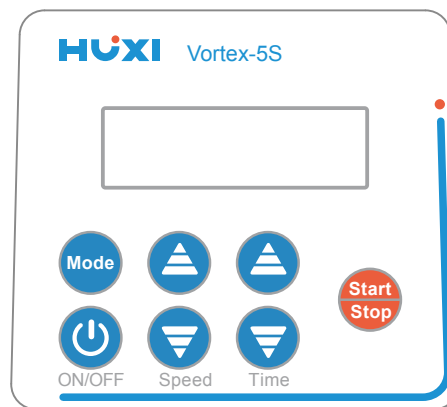 HUXI Vortex-5S
Mode
Start
Stop
ON/OFF Speed Time